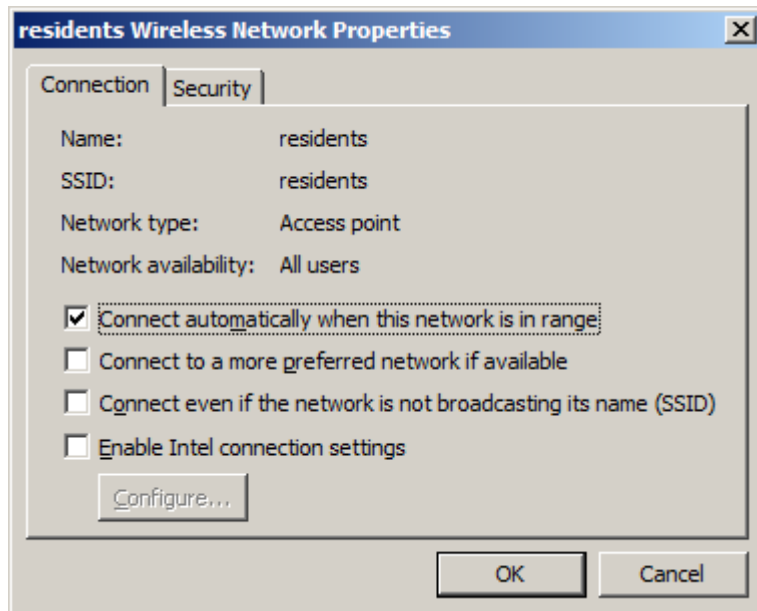 residents Wireless Network Properties
Connection Security
Name: residents
SSID: residents
Network type: Access point
Network availability: All users
Connect automatically when this network is in range
Connect to a more preferred network if available
Connect even if the network is not broadcasting its name (SSID)
Enable Intel connection settings
Configure...
OK Cancel